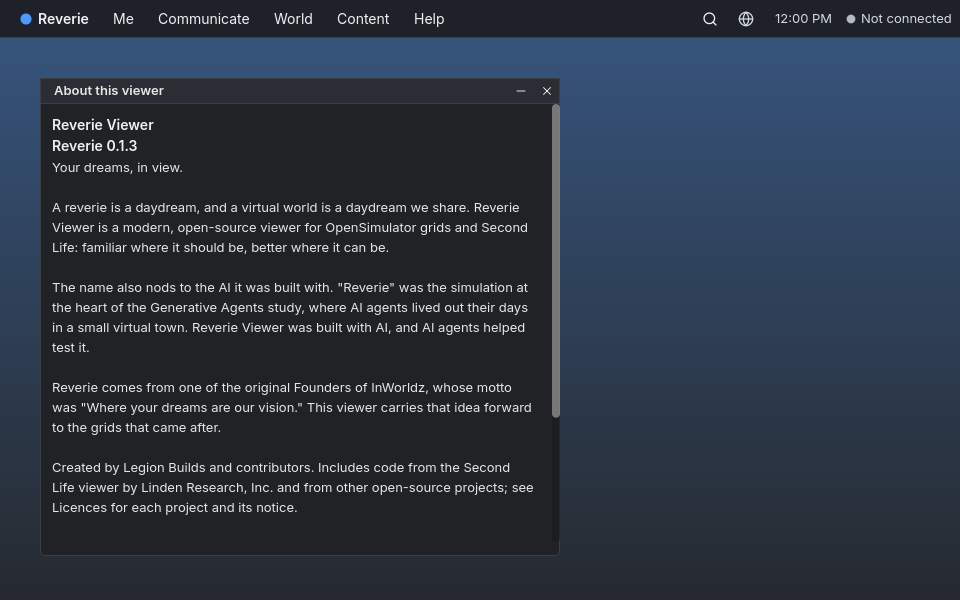 Reverie Me Communicate World Content Help 12:00 PM Not connected
About this viewer
Reverie Viewer
Reverie 0.1.3
Your dreams, in view.
A reverie is a daydream, and a virtual world is a daydream we share. Reverie
Viewer is a modern, open-source viewer for OpenSimulator grids and Second
Life: familiar where it should be, better where it can be.
The name also nods to the AI it was built with. "Reverie" was the simulation at
the heart of the Generative Agents study, where AI agents lived out their days
in a small virtual town. Reverie Viewer was built with AI, and AI agents helped
test it.
Reverie comes from one of the original Founders of InWorldz, whose motto
was "Where your dreams are our vision." This viewer carries that idea forward
to the grids that came after.
Created by Legion Builds and contributors. Includes code from the Second
Life viewer by Linden Research, Inc. and from other open-source projects; see
Licences for each project and its notice.